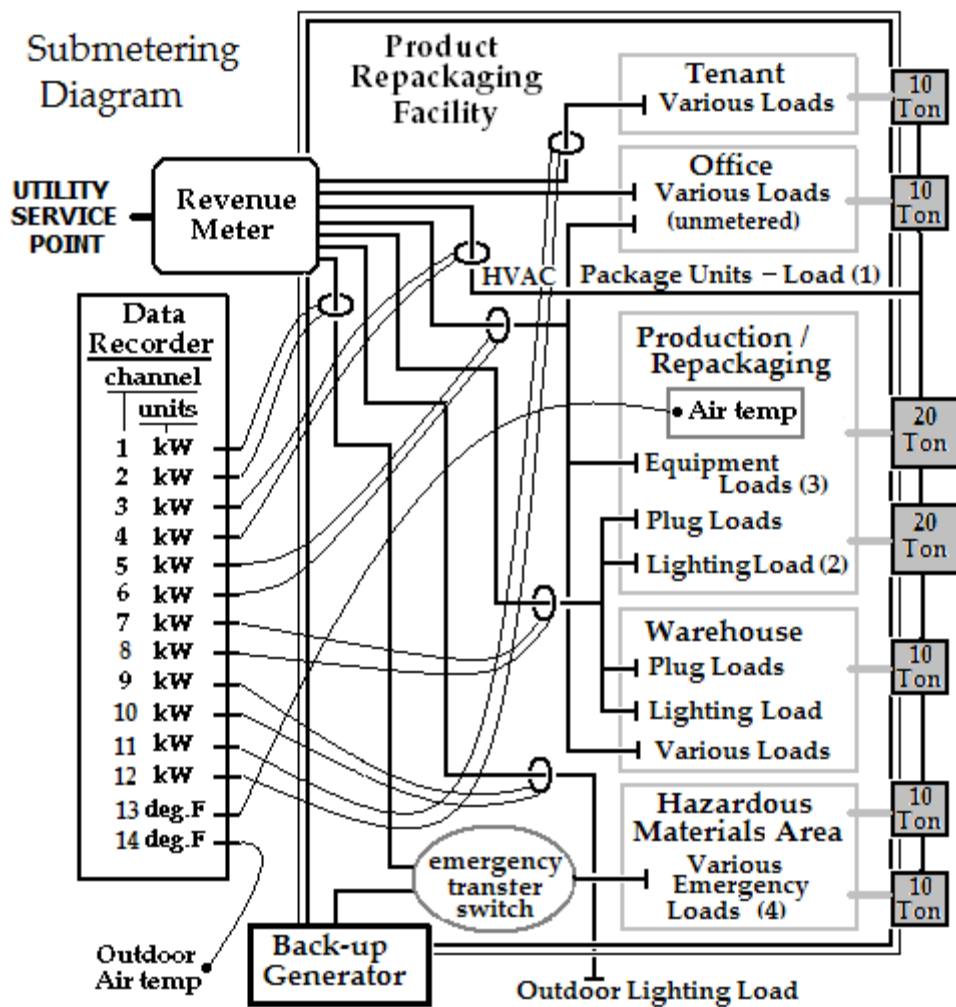 Submetering
Diagram
Product
Repackaging
Facility
Tenant
Various Loads
10
Ton
Office
Various Loads
(unmetered)
10
Ton
UTILITY
SERVICE
POINT
Revenue
Meter
HVAC Package Units – Load (1)
Data
Recorder
channel
units
1 kW
2 kW
3 kW
4 kW
5 kW
6 kW
7 kW
8 kW
9 kW
10 kW
11 kW
12 kW
13 deg.F
14 deg.F
Production /
Repackaging
Air temp
Equipment
Loads (3)
Plug Loads
Lighting Load (2)
20
Ton
20
Ton
Warehouse
Plug Loads
Lighting Load
Various Loads
10
Ton
Hazardous
Materials Area
Various
Emergency
Loads (4)
10
Ton
10
Ton
emergency
transfer
switch
Back-up
Generator
Outdoor
Air temp
Outdoor Lighting Load